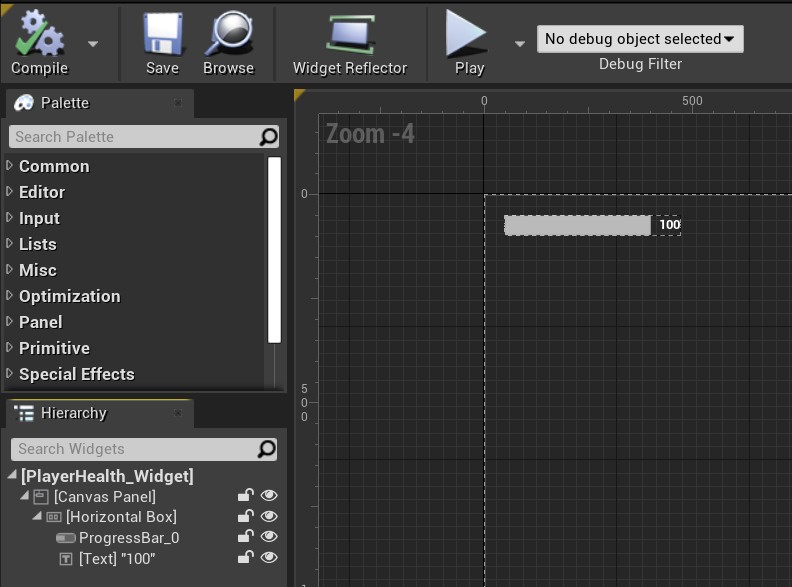 Compile
Save
Browse
Widget Reflector
Play
No debug object selected
Debug Filter
Palette
Search Palette
Common
Editor
Input
Lists
Misc
Optimization
Panel
Primitive
Special Effects
Hierarchy
Search Widgets
[PlayerHealth_Widget]
[Canvas Panel]
[Horizontal Box]
ProgressBar_0
[Text] "100"
0
500
Zoom -4
0
100
5
0
0